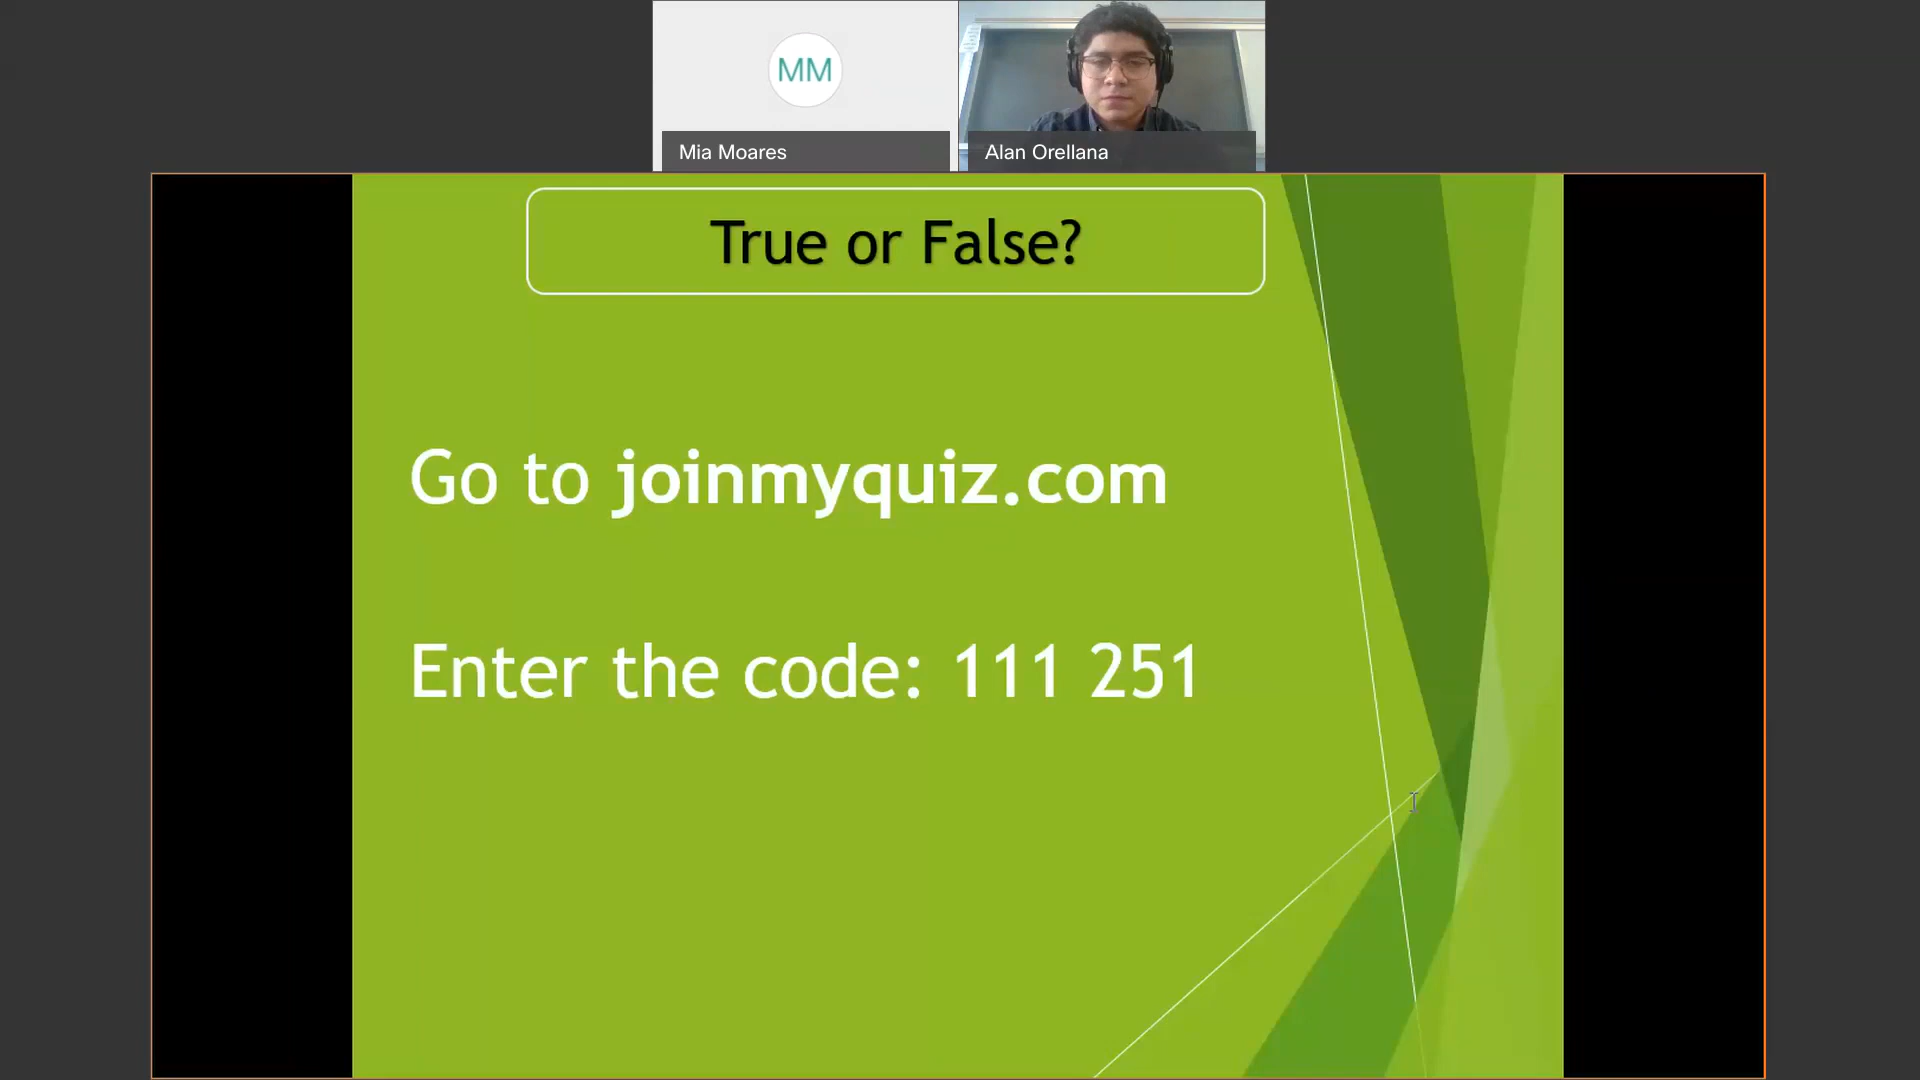 MM
Mia Moares
Alan Orellana
True or False?
Go to joinmyquiz.com
Enter the code: 111 251